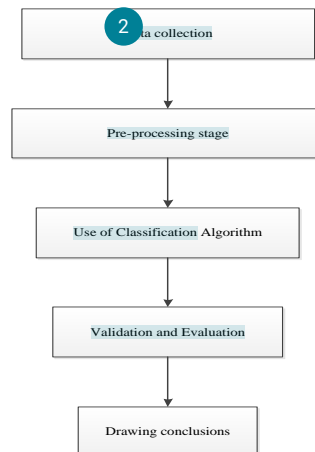 2
ta collection
Pre-processing stage
Use of Classification Algorithm
Validation and Evaluation
Drawing conclusions